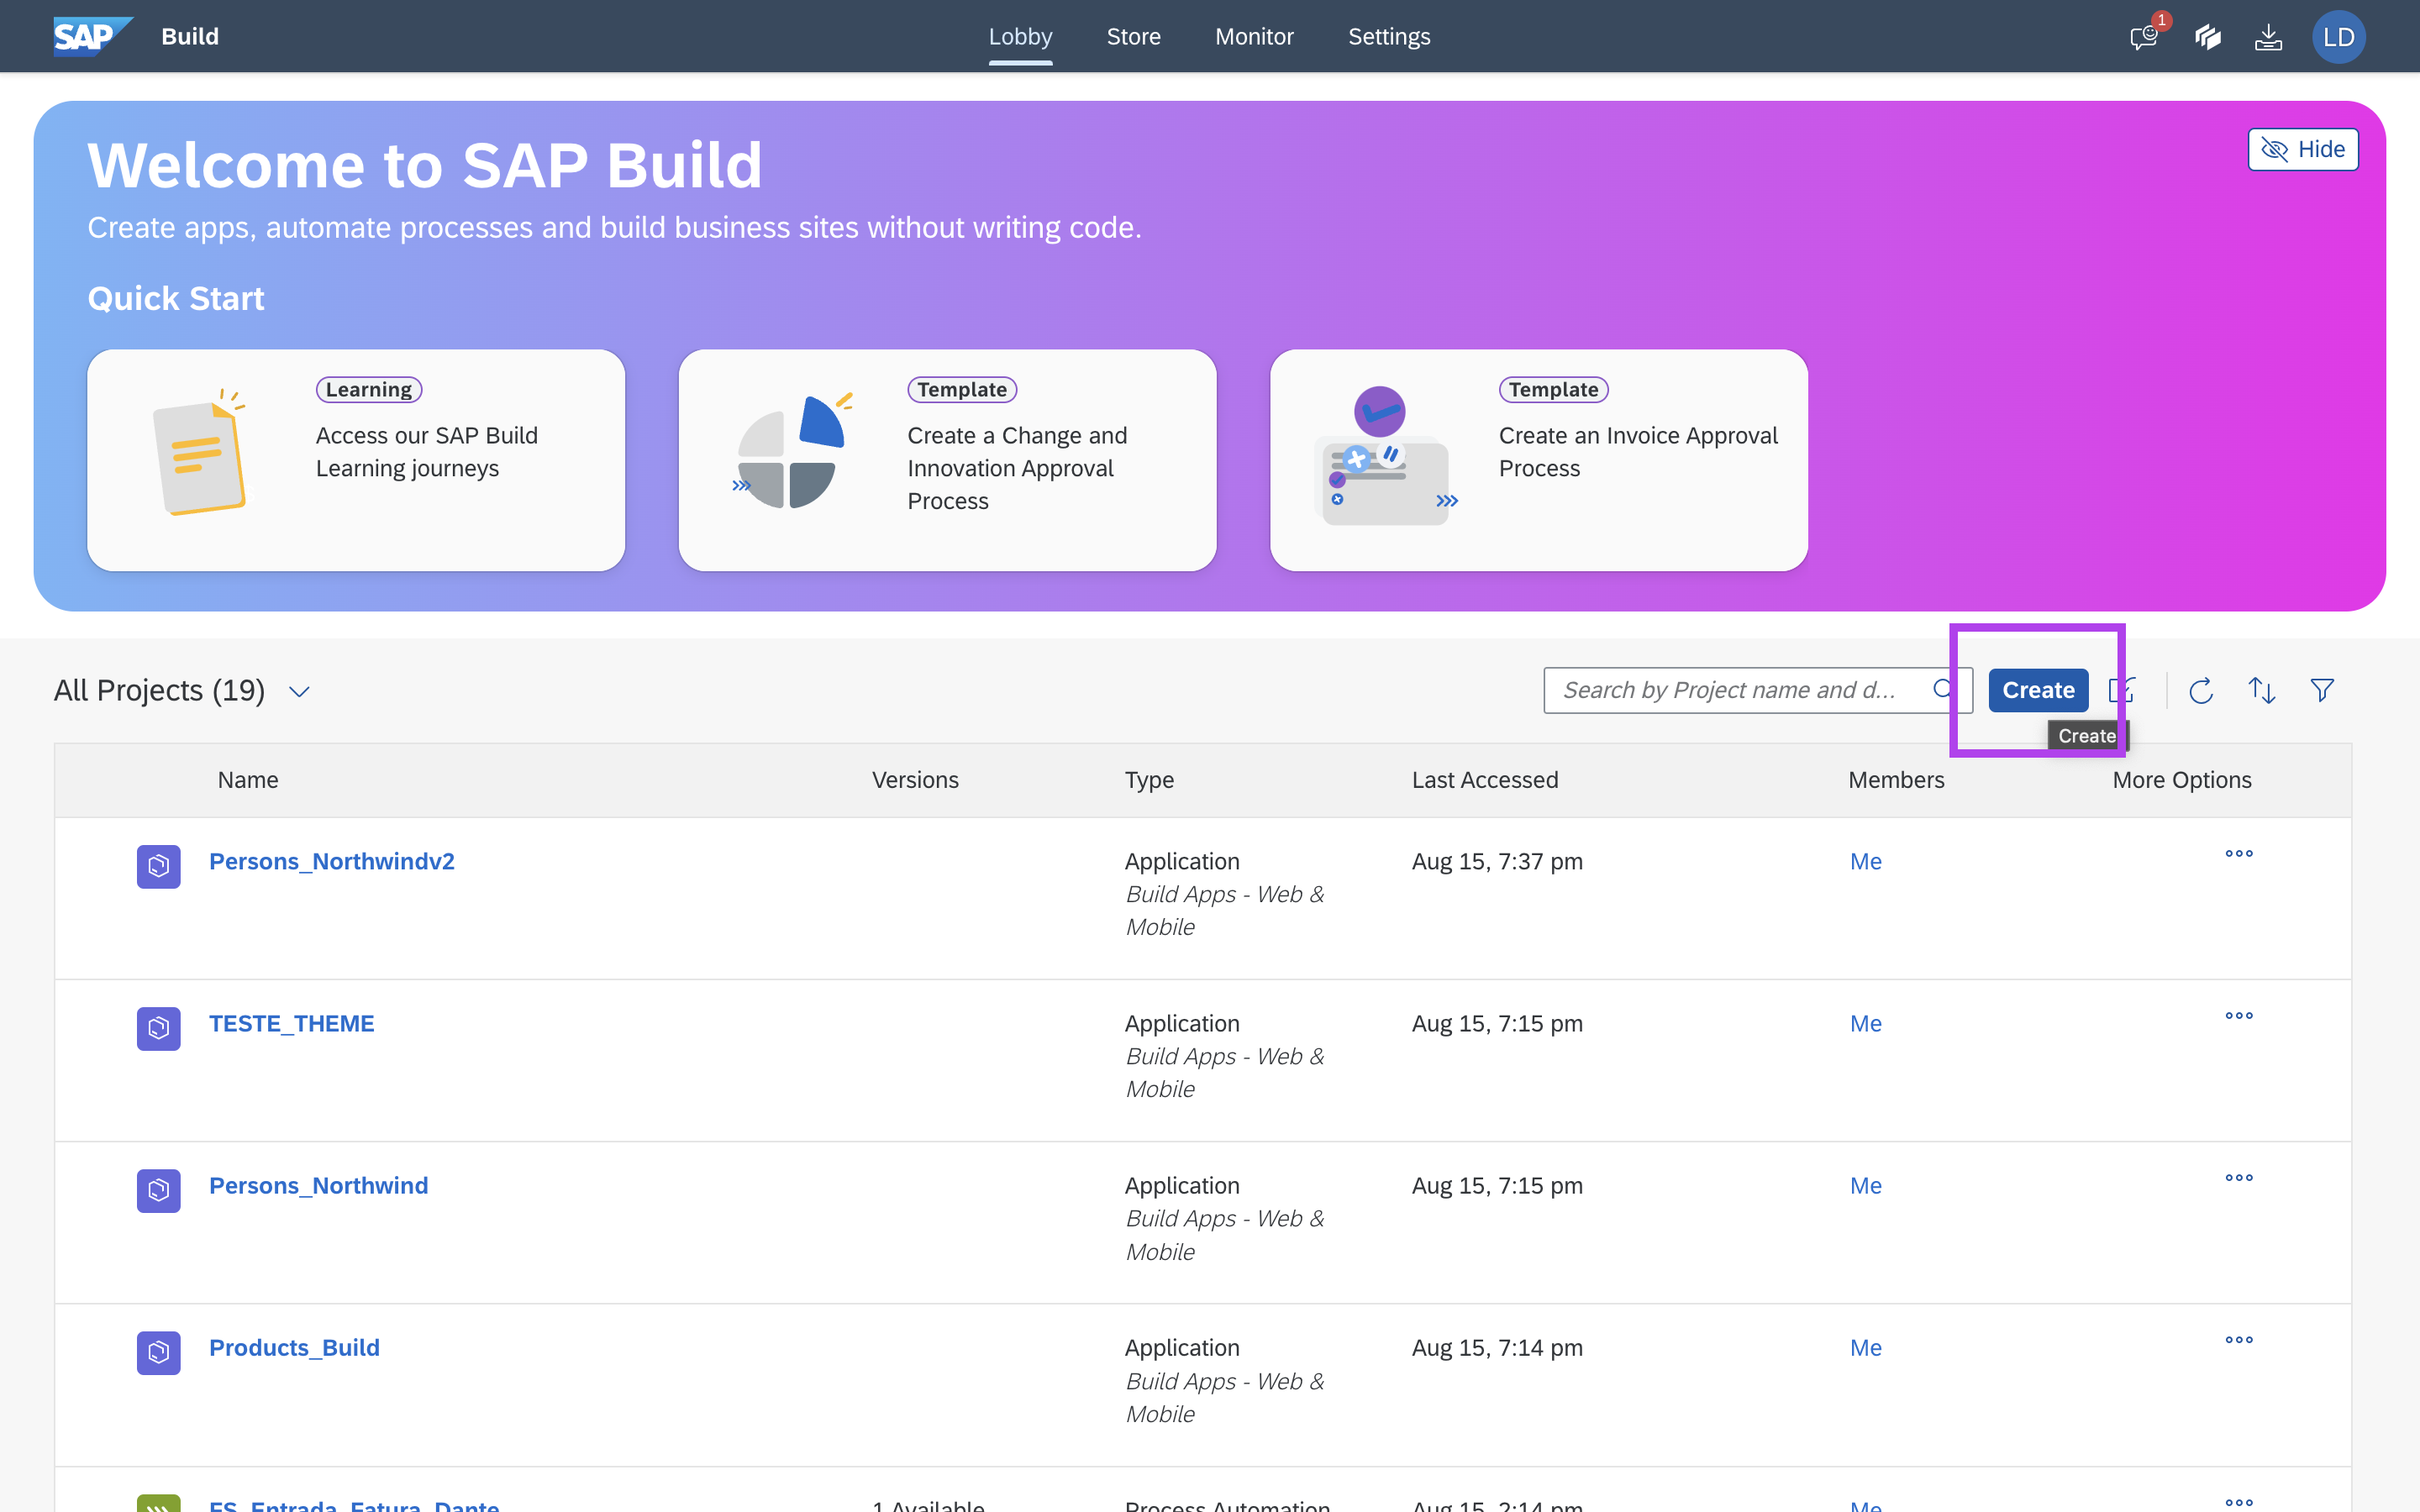 SAP Build Lobby Store Monitor Settings 1 LD
Welcome to SAP Build
Hide
Create apps, automate processes and build business sites without writing code.
Quick Start
Learning
Access our SAP Build
Learning journeys
Template
Create a Change and
Innovation Approval
Process
Template
Create an Invoice Approval
Process
All Projects (19) Search by Project name and d... Create
Create
Name Versions Type Last Accessed Members More Options
Persons_Northwindv2 Application Aug 15, 7:37 pm Me
Build Apps - Web &
Mobile
TESTE_THEME Application Aug 15, 7:15 pm Me
Build Apps - Web &
Mobile
Persons_Northwind Application Aug 15, 7:15 pm Me
Build Apps - Web &
Mobile
Products_Build Application Aug 15, 7:14 pm Me
Build Apps - Web &
Mobile
ES_Entrada_Fatura_Dante 1 Available Process Automation Aug 15, 2:14 pm Me